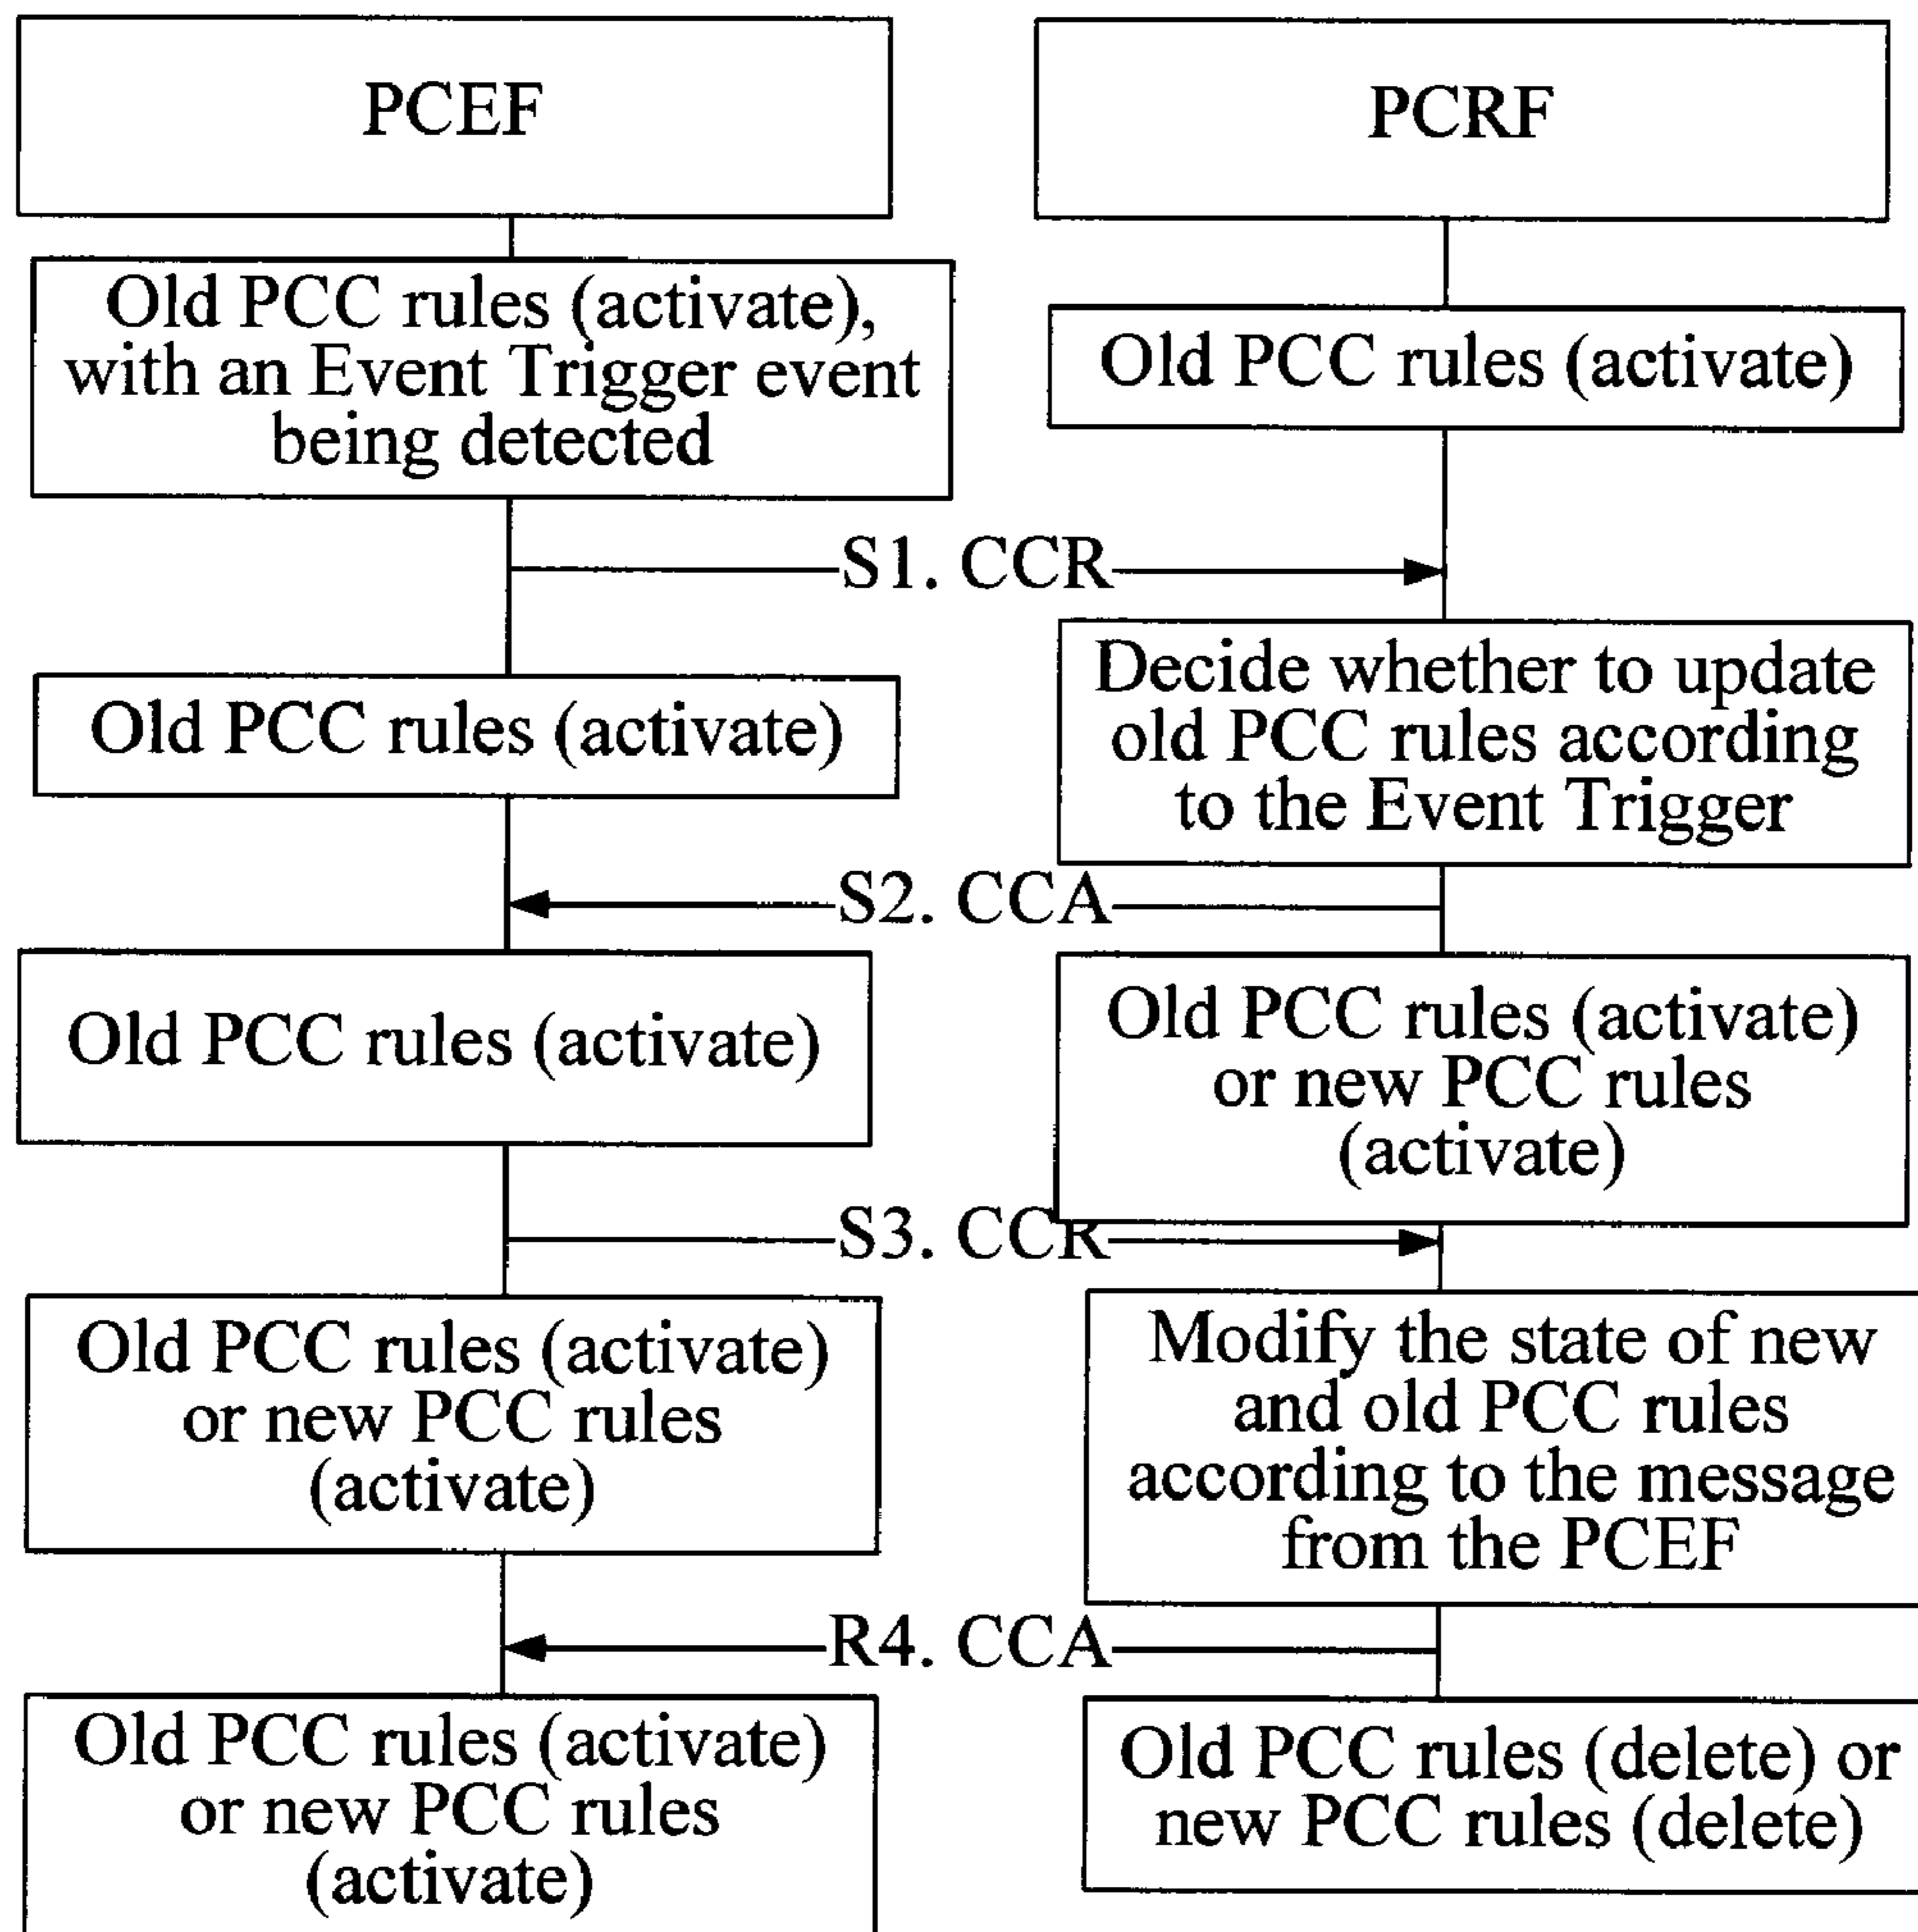 PCEF
PCRF
Old PCC rules (activate),
with an Event Trigger event
being detected
Old PCC rules (activate)
S1. CCR
Decide whether to update
old PCC rules according
to the Event Trigger
Old PCC rules (activate)
S2. CCA
Old PCC rules (activate)
Old PCC rules (activate)
or new PCC rules
(activate)
S3. CCR
Old PCC rules (activate)
or new PCC rules
(activate)
Modify the state of new
and old PCC rules
according to the message
from the PCEF
R4. CCA
Old PCC rules (activate)
or new PCC rules
(activate)
Old PCC rules (delete) or
new PCC rules (delete)